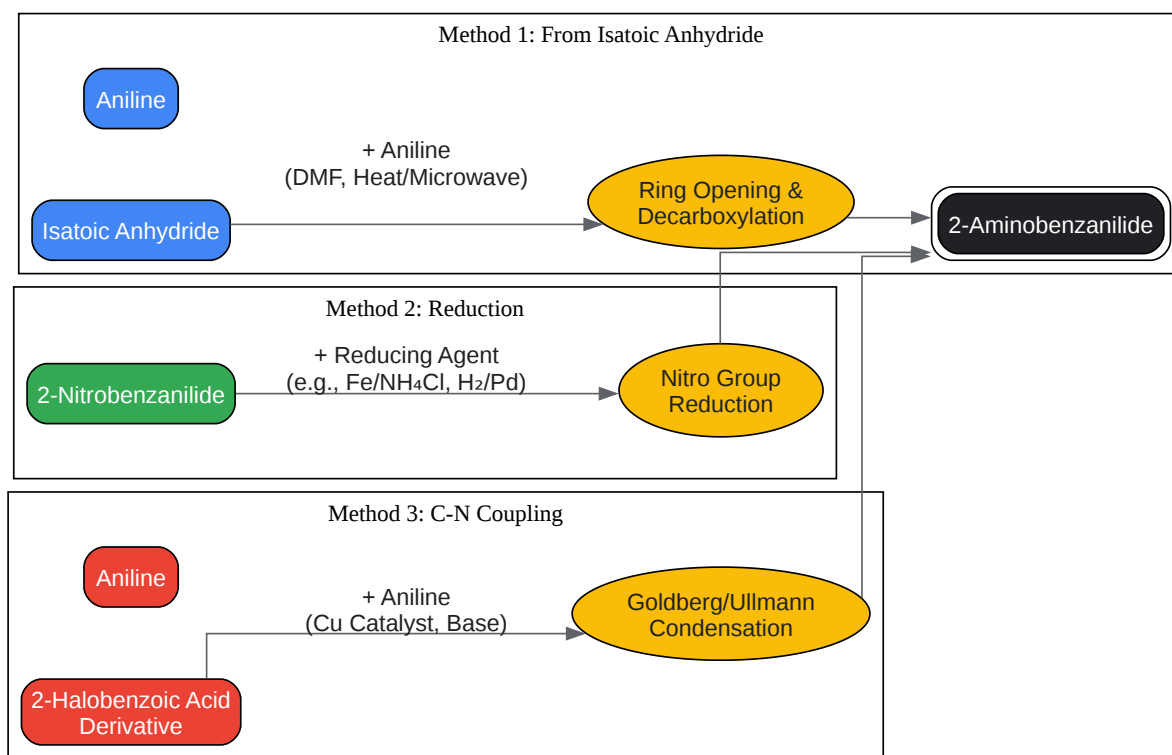 Method 1: From Isatoic Anhydride
Aniline
+ Aniline
(DMF, Heat/Microwave)
Isatoic Anhydride
Ring Opening &
Decarboxylation
2-Aminobenzanilide
Method 2: Reduction
2-Nitrobenzanilide
+ Reducing Agent
(e.g., Fe/NH₄Cl, H₂/Pd)
Nitro Group
Reduction
Method 3: C-N Coupling
Aniline
+ Aniline
(Cu Catalyst, Base)
Goldberg/Ullmann
Condensation
2-Halobenzoic Acid
Derivative